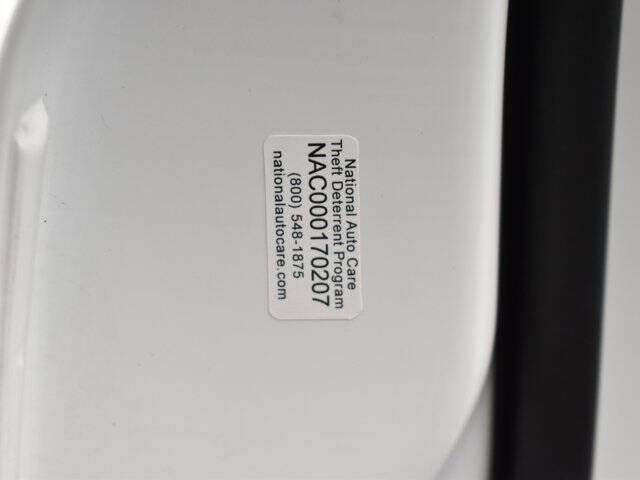 National Auto Care
Theft Deterrent Program
NAC000170207
(800) 548-1875
nationalautocare.com